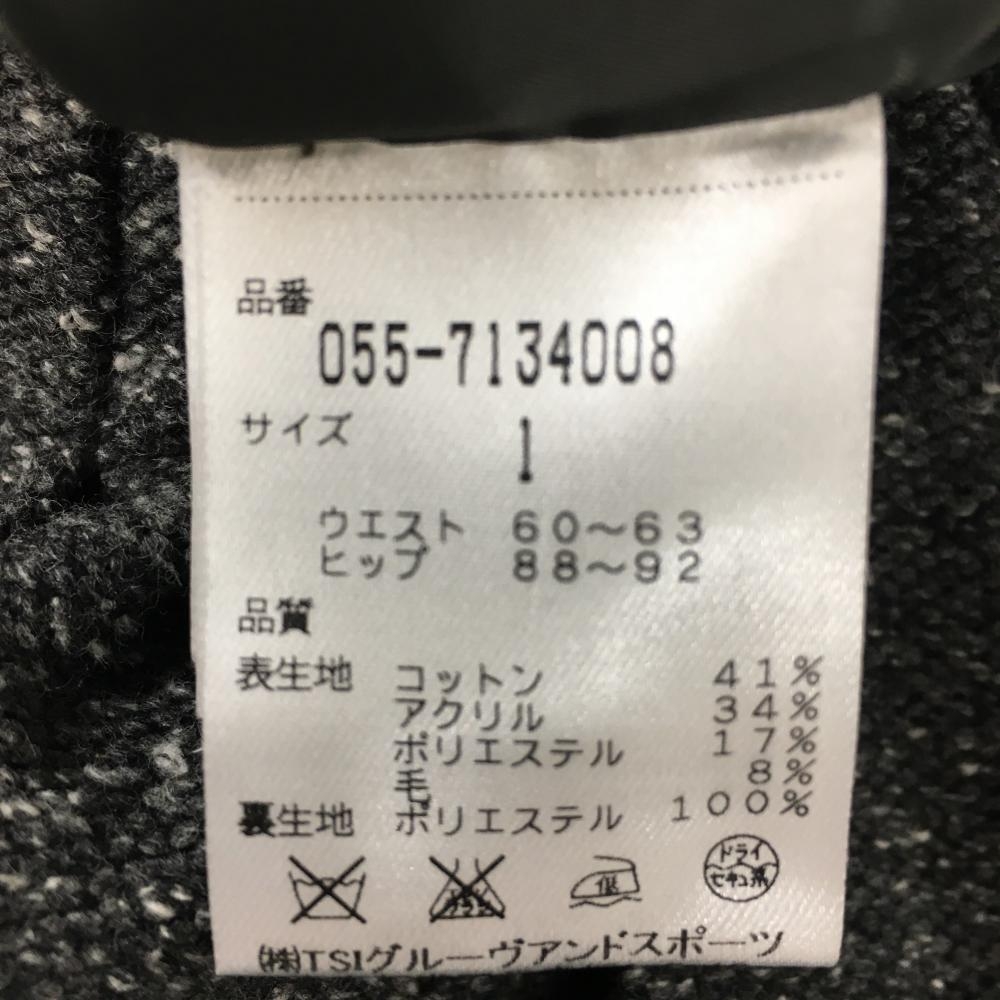 品番
055-7134008
サイズ 1
ウエスト 60〜63
ヒップ 88〜92
品質
表生地 コットン 41%
アクリル 34%
ポリエステル 17%
毛 8%
裏生地 ポリエステル 100%
低 ドライ
セキユ系
(株)TSIグルーヴアンドスポーツ